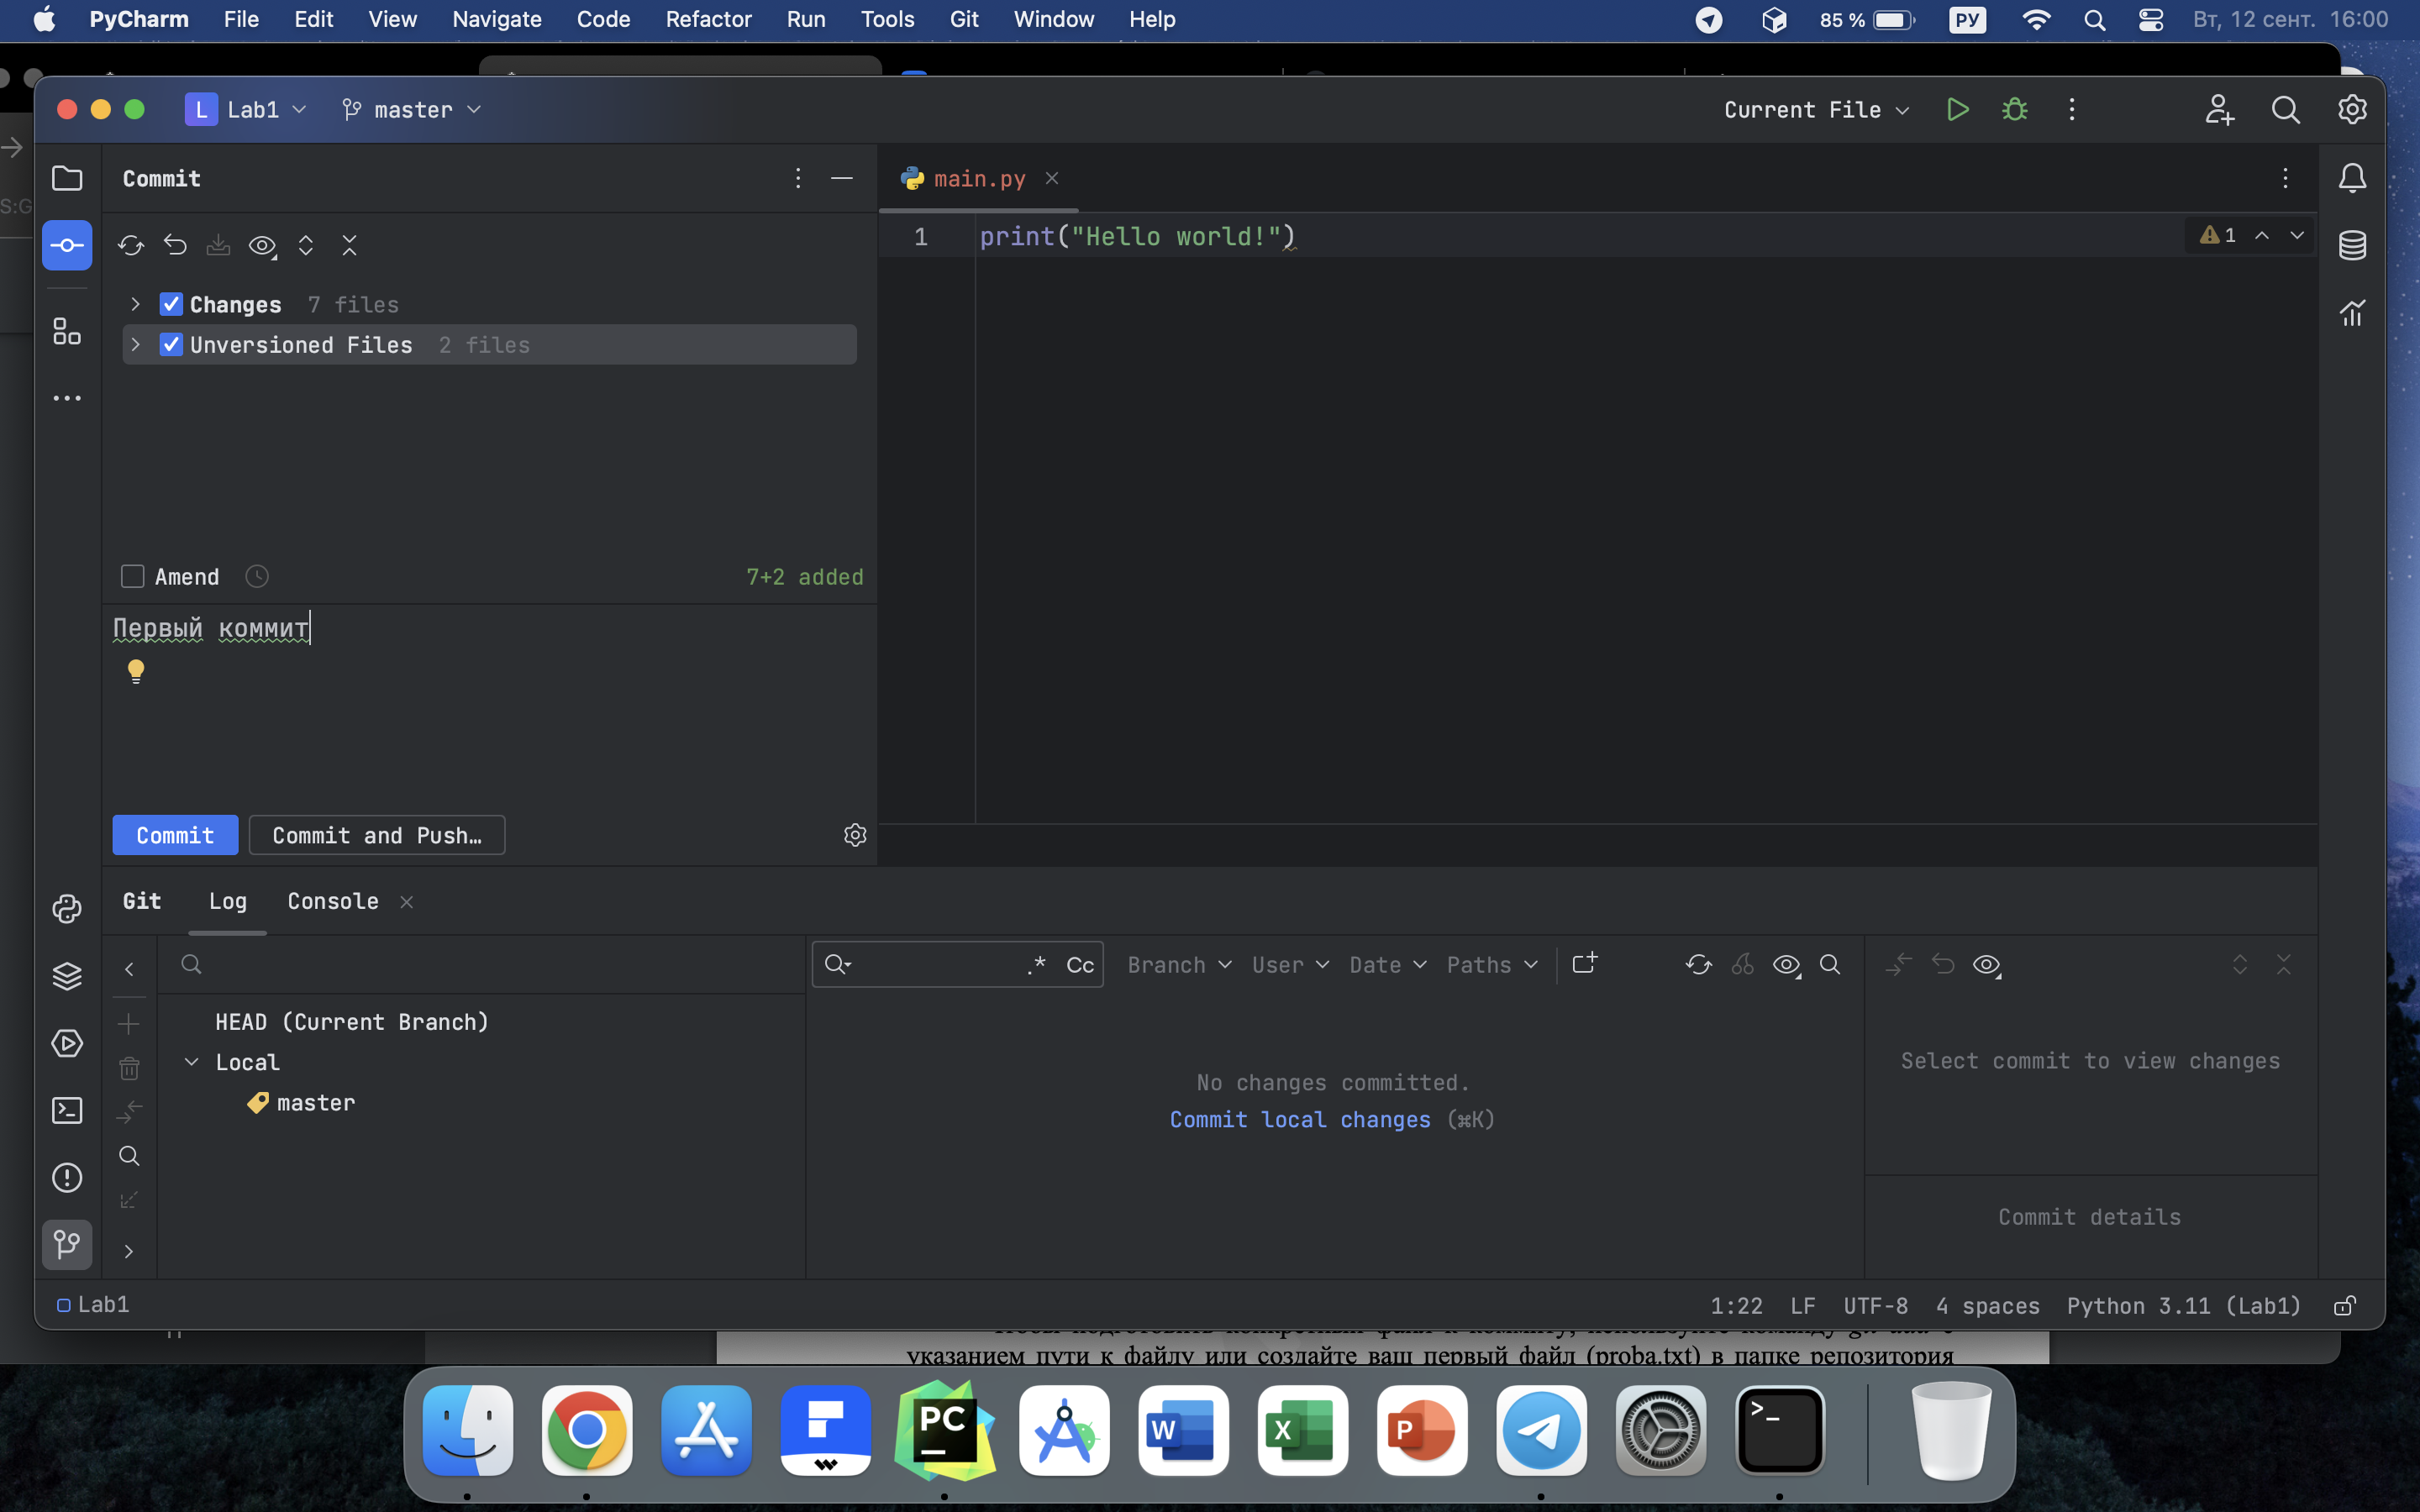 PyCharm File Edit View Navigate Code Refactor Run Tools Git Window Help 85 % РУ Вт, 12 сент. 16:00
L Lab1 master Current File
S:G
Commit
main.py
1 print("Hello world!") 1
Changes 7 files
Unversioned Files 2 files
Amend 7+2 added
Первый коммит
Commit Commit and Push…
Git Log Console
.* Cc Branch User Date Paths
HEAD (Current Branch)
Local
master
No changes committed.
Commit local changes (⌘K)
Select commit to view changes
Commit details
Lab1 1:22 LF UTF-8 4 spaces Python 3.11 (Lab1)
указанием пути к файлу или создайте ваш первый файл (proba.txt) в папке репозитория
PC
W
X
P
>_